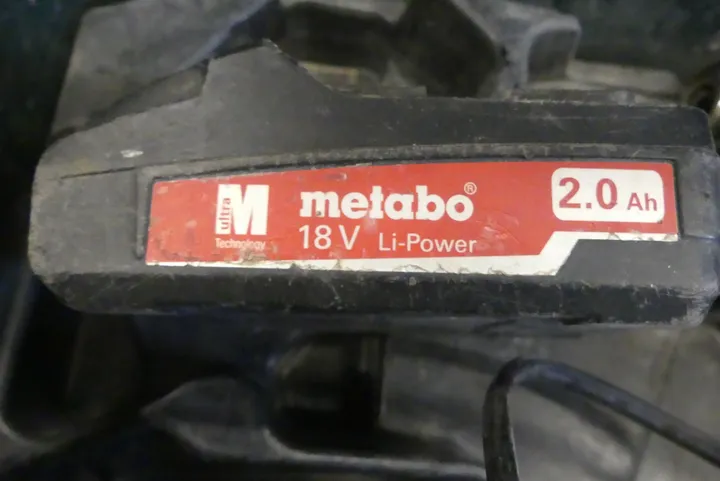 ultra M metabo® 2.0 Ah
Technology 18 V Li-Power